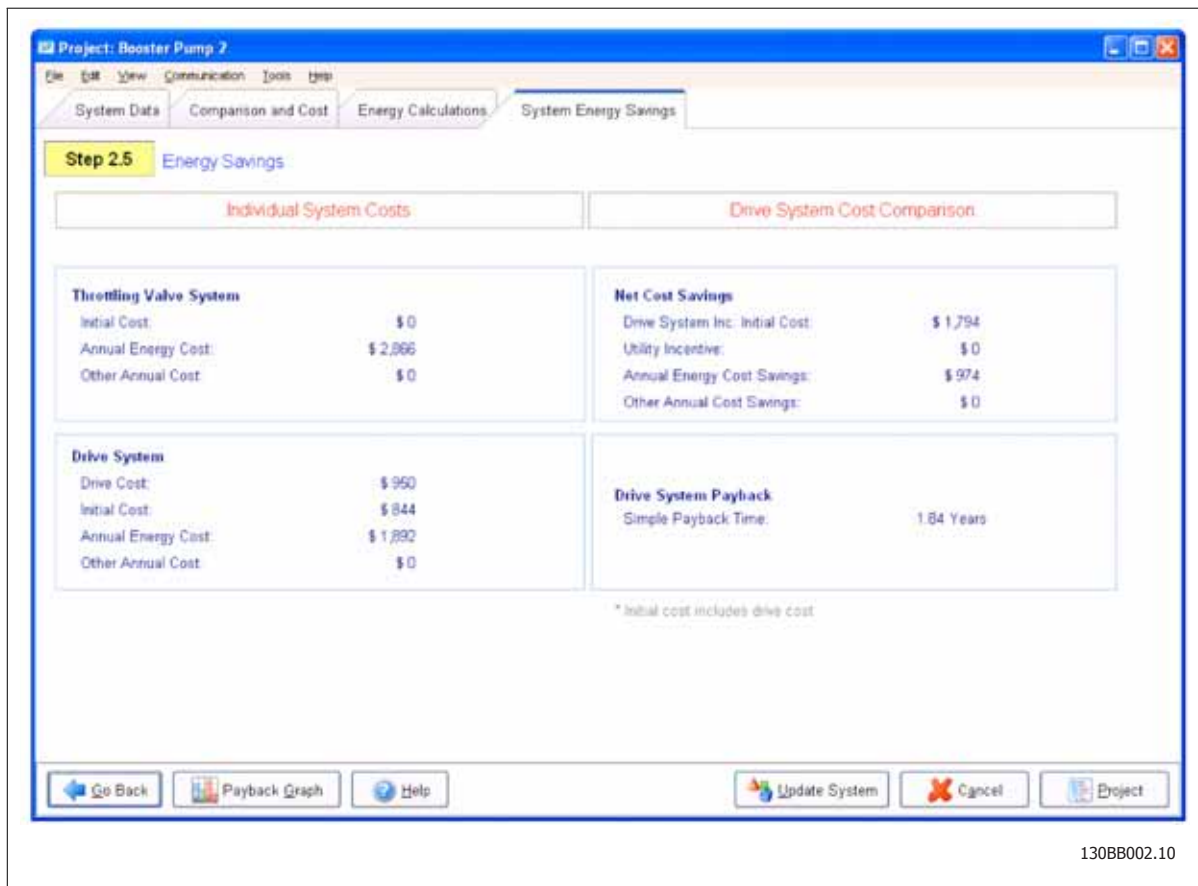 Project: Booster Pump 2
File Edit View Communication Tools Help
System Data Comparison and Cost Energy Calculations System Energy Savings
Step 2.5 Energy Savings
Individual System Costs
Drive System Cost Comparison
Throttling Valve System
Initial Cost: $ 0
Annual Energy Cost: $ 2,866
Other Annual Cost $ 0
Net Cost Savings
Drive System Inc. Initial Cost: $ 1,794
Utility Incentive: $ 0
Annual Energy Cost Savings: $ 974
Other Annual Cost Savings: $ 0
Drive System
Drive Cost: $ 950
Initial Cost: $ 844
Annual Energy Cost: $ 1,892
Other Annual Cost $ 0
Drive System Payback
Simple Payback Time: 1.84 Years
* Initial cost includes drive cost
Go Back Payback Graph Help Update System Cancel Project
130BB002.10